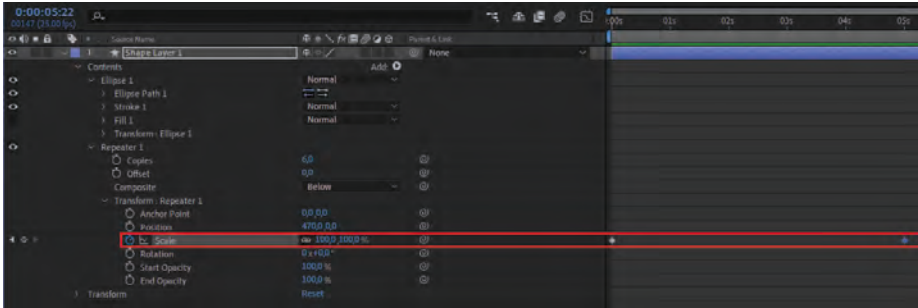 0:00:05:22
00147 (25.00 fps)
:00s 01s 02s 03s 04s 05s
# Source Name Parent & Link
1 Shape Layer 1 None
Contents Add:
Ellipse 1 Normal
Ellipse Path 1
Stroke 1 Normal
Fill 1 Normal
Transform: Ellipse 1
Repeater 1
Copies 6,0
Offset 0,0
Composite Below
Transform: Repeater 1
Anchor Point 0,0,0,0
Position 470,0,0,0
Scale 100,0,100,0 %
Rotation 0 x+0,0°
Start Opacity 100,0 %
End Opacity 100,0 %
Transform Reset